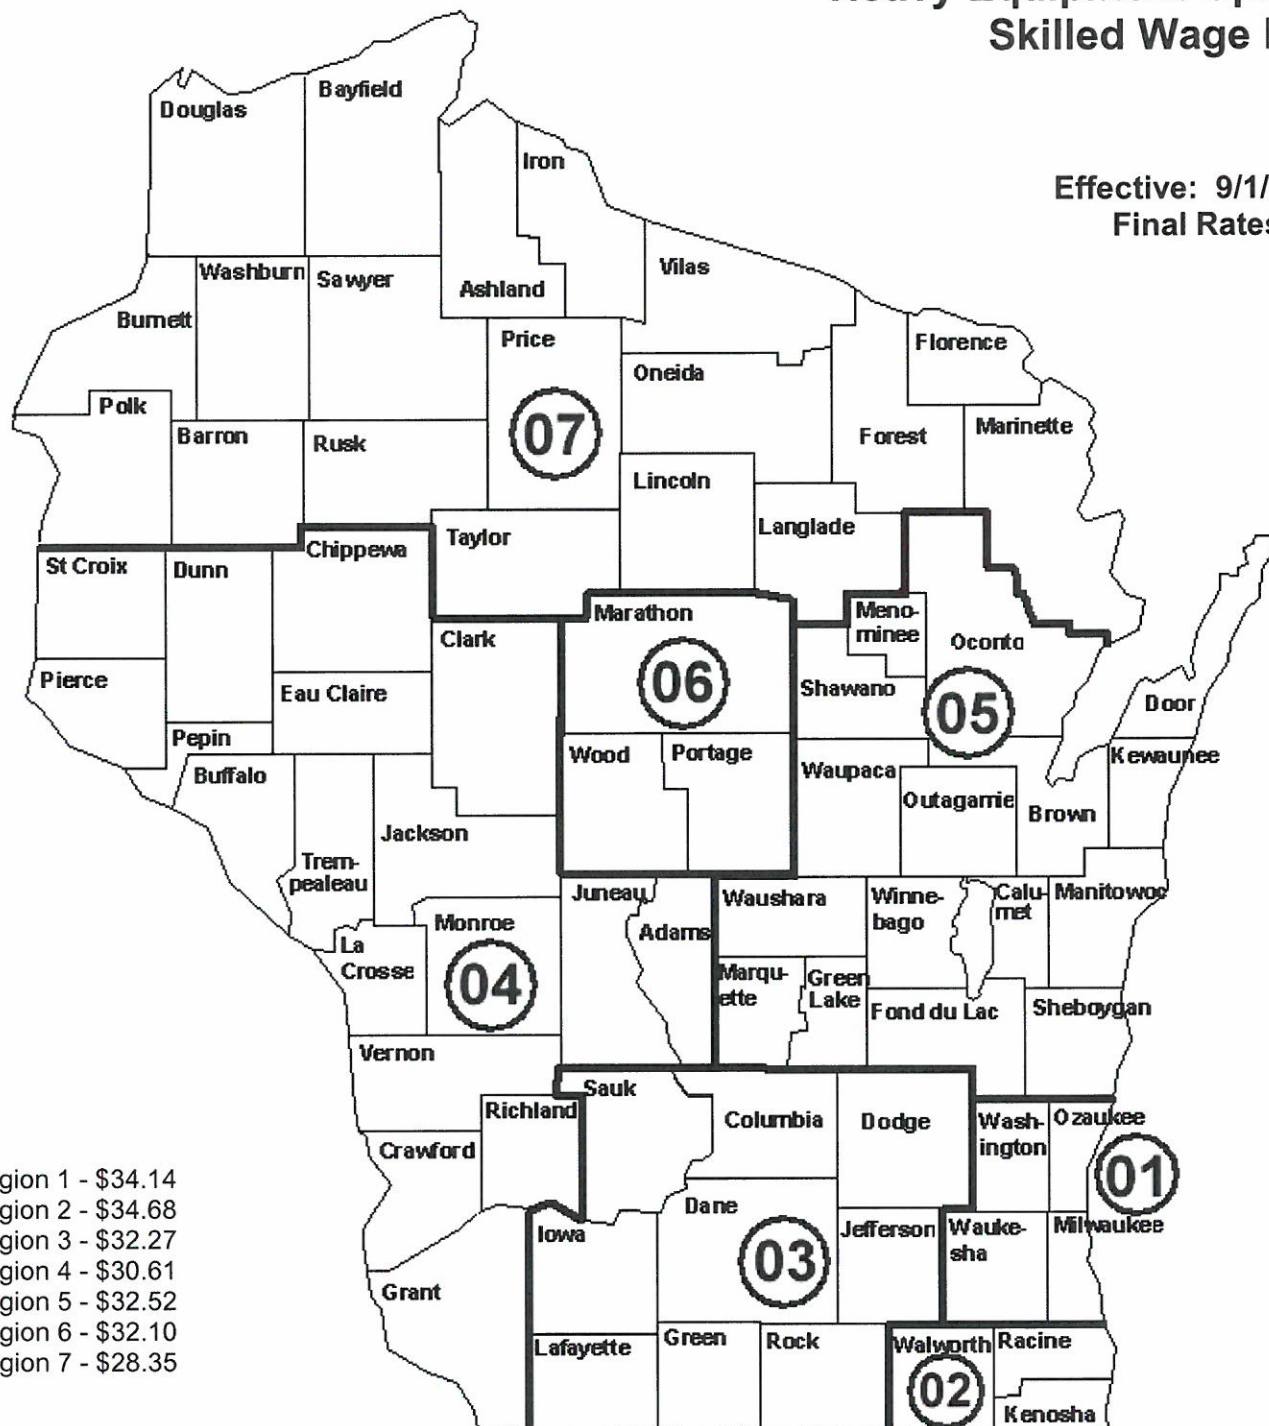 Skilled Wage
Effective: 9/1/
Final Rates
Douglas
Bayfield
Iron
Washburn
Sawyer
Ashland
Vilas
Burnett
Price
Florence
Oneida
Polk
Barron
Rusk
07
Forest
Marinette
Lincoln
Langlade
Taylor
Chippewa
St Croix
Dunn
Marathon
Meno-
minee
Clark
Oconto
Pierce
Eau Claire
06
Shawano
05
Door
Pepin
Buffalo
Wood
Portage
Waupaca
Kewaunee
Outagamie
Brown
Jackson
Trem-
pealeau
Juneau
Waushara
Winne-
bago
Calu-
met
Manitowoc
Monroe
Adams
La
Crosse
04
Marqu-
ette
Green
Lake
Fond du Lac
Sheboygan
Vernon
Sauk
Richland
Columbia
Dodge
Wash-
ington
Ozaukee
Crawford
01
Dane
Iowa
Jefferson
Wauke-
sha
Milwaukee
03
Grant
Lafayette
Green
Rock
Walworth
Racine
02
Kenosha
gion 1 - $34.14
gion 2 - $34.68
gion 3 - $32.27
gion 4 - $30.61
gion 5 - $32.52
gion 6 - $32.10
gion 7 - $28.35